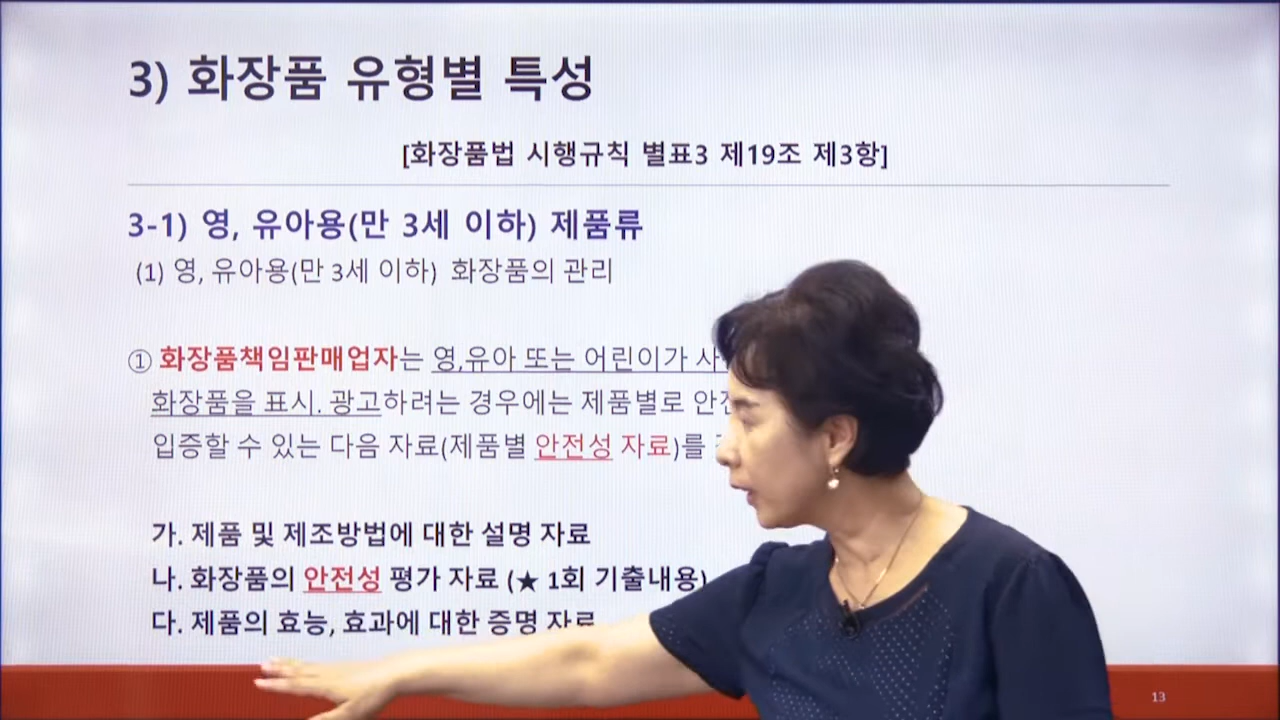 3) 화장품 유형별 특성
[화장품법 시행규칙 별표3 제19조 제3항]
3-1) 영, 유아용(만 3세 이하) 제품류
(1) 영, 유아용(만 3세 이하) 화장품의 관리
① 화장품책임판매업자는 영,유아 또는 어린이가
화장품을 표시. 광고하려는 경우에는 제품별로
입증할 수 있는 다음 자료(제품별 안전성 자료)를
가. 제품 및 제조방법에 대한 설명 자료
나. 화장품의 안전성 평가 자료 (★ 1회 기출내용)
다. 제품의 효능, 효과에 대한 증명 자료
13